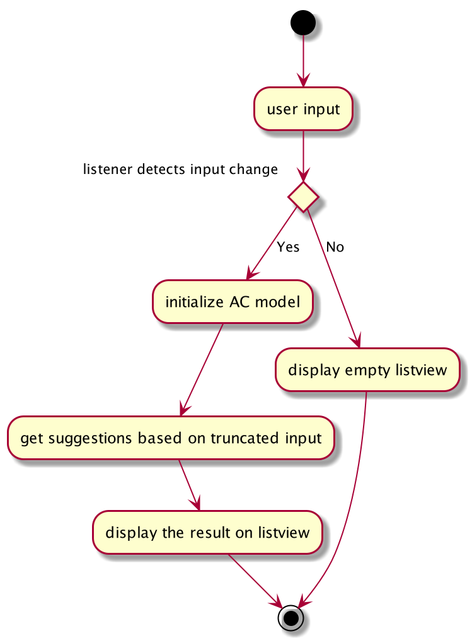 user input
listener detects input change
Yes
No
initialize AC model
display empty listview
get suggestions based on truncated input
display the result on listview